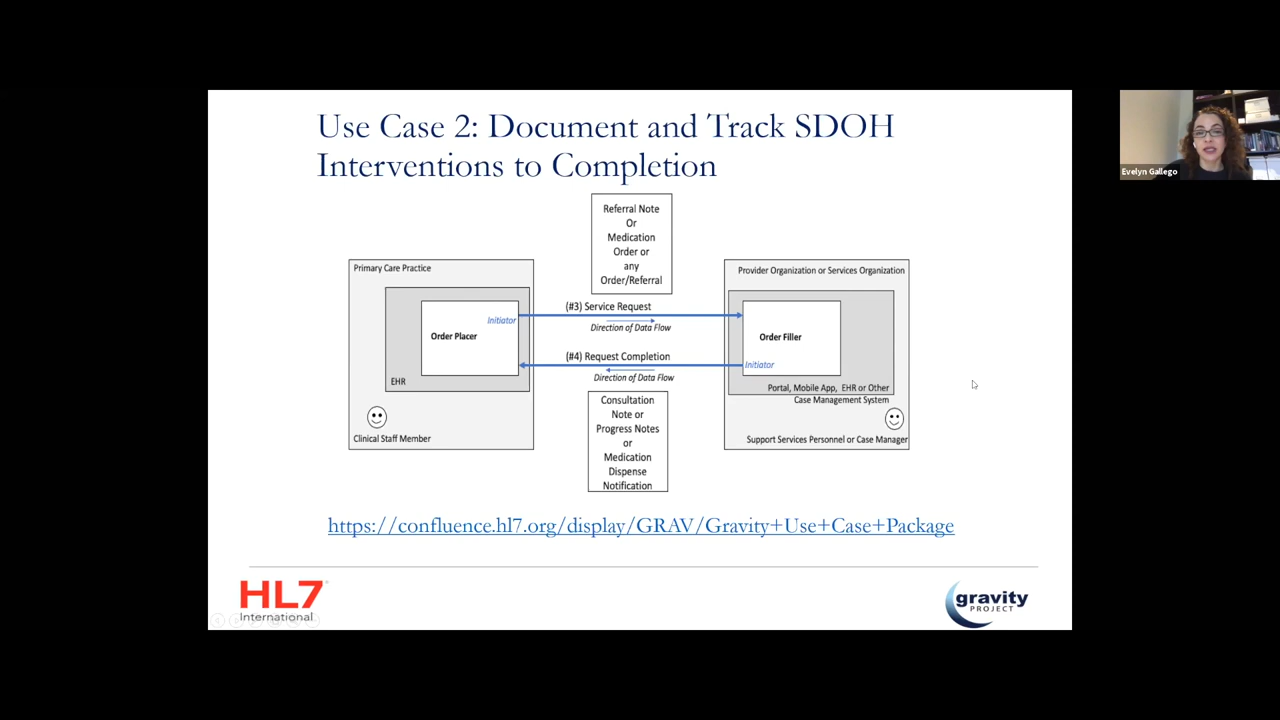 Use Case 2: Document and Track SDOH
Interventions to Completion
Referral Note
Or
Medication
Order or
any
Order/Referral
Primary Care Practice
Initiator
Order Placer
EHR
Clinical Staff Member
(#3) Service Request
Direction of Data Flow
(#4) Request Completion
Direction of Data Flow
Consultation
Note or
Progress Notes
or
Medication
Dispense
Notification
Provider Organization or Services Organization
Order Filler
Initiator
Portal, Mobile App, EHR or Other
Case Management System
Support Services Personnel or Case Manager
https://confluence.hl7.org/display/GRAV/Gravity+Use+Case+Package
HL7®
International
gravity
PROJECT
Evelyn Gallego